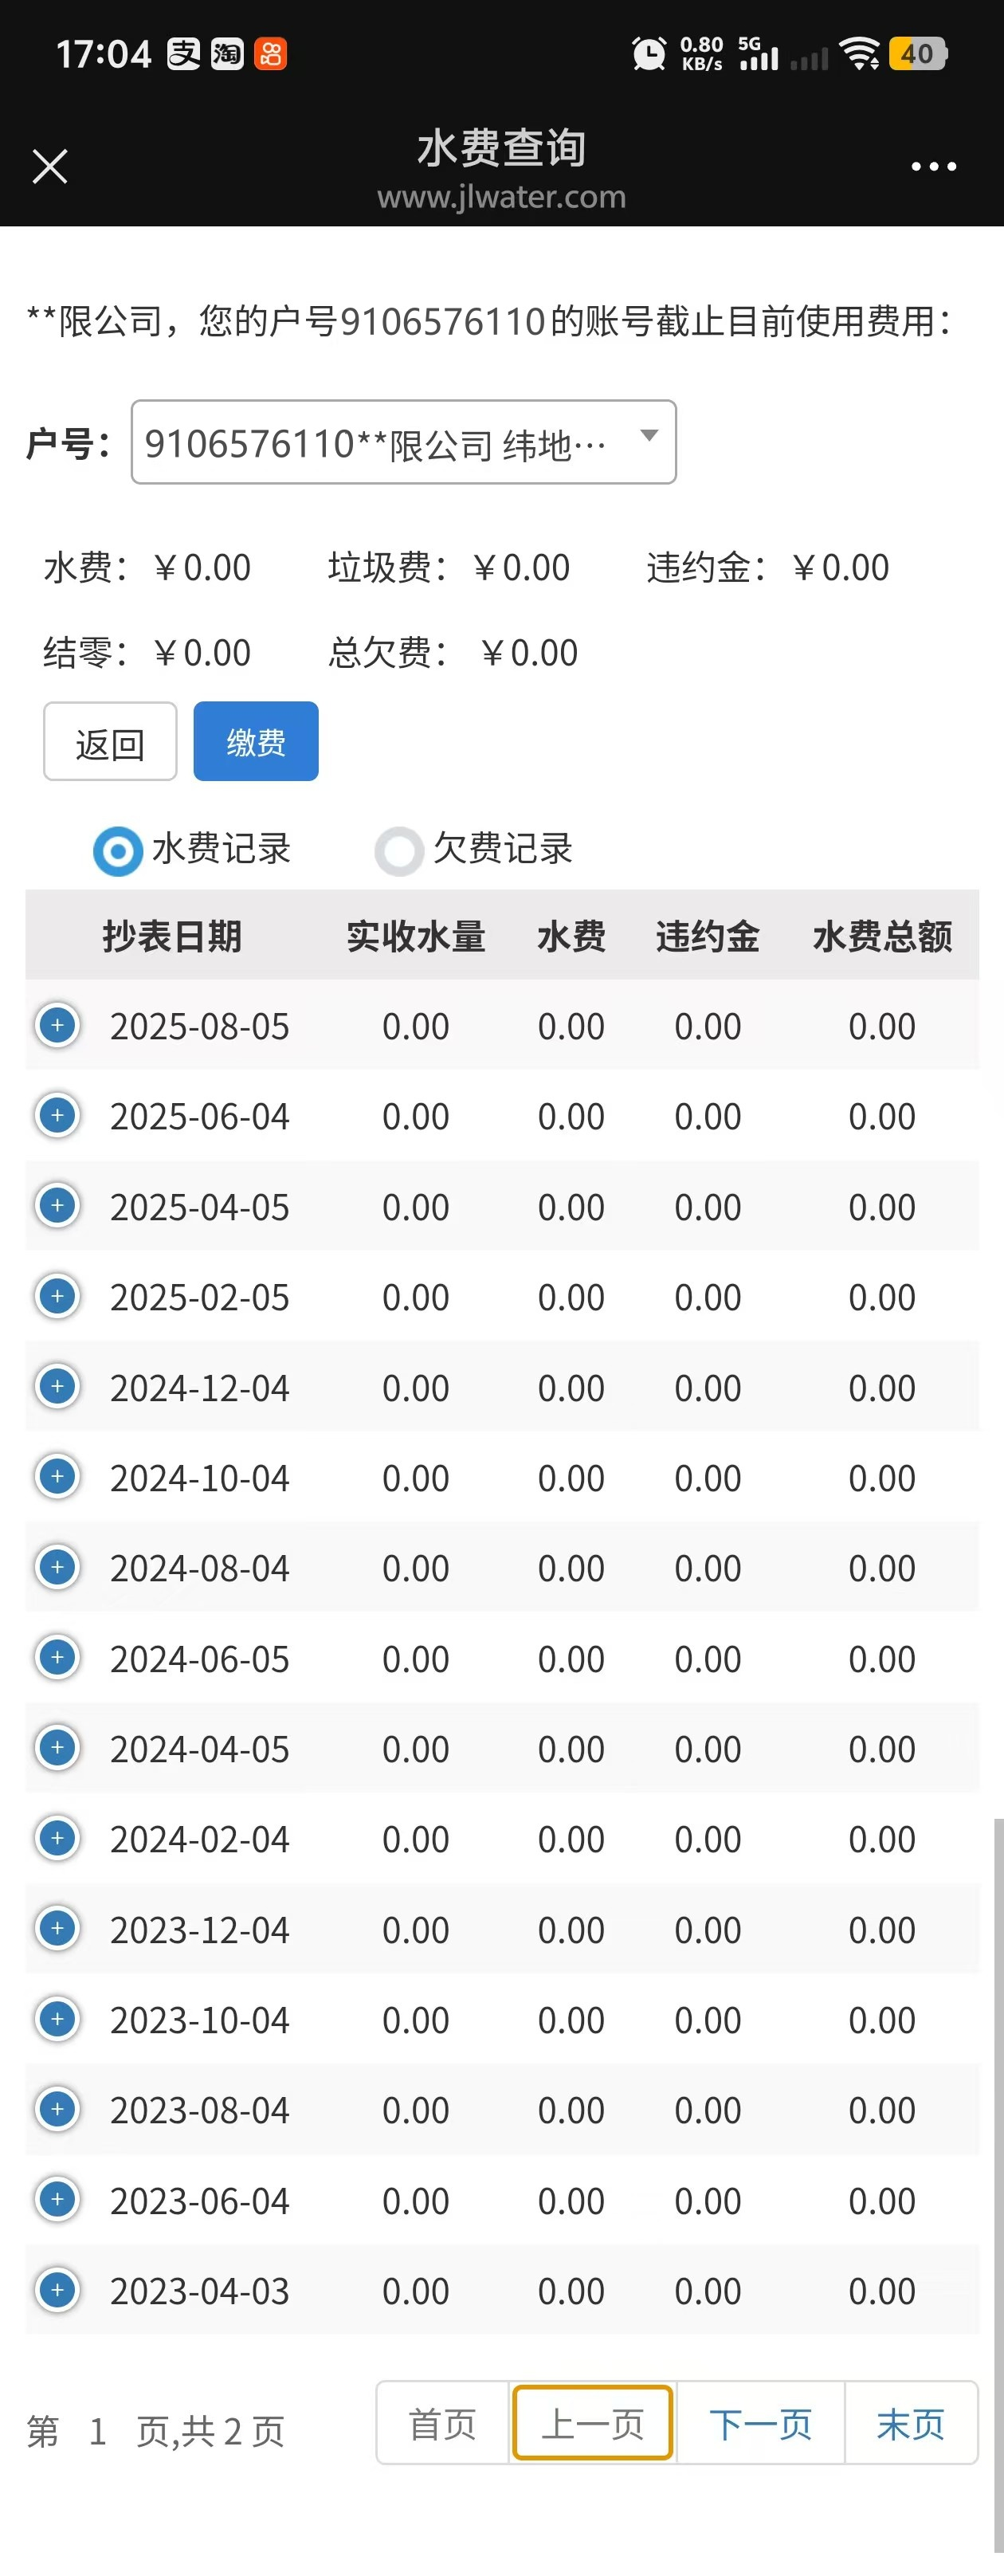 17:04 支 淘 0.80 KB/s 5G 40
水费查询
www.jlwater.com
**限公司，您的户号9106576110的账号截止目前使用费用：
户号： 9106576110**限公司 纬地…
水费：￥0.00 垃圾费：￥0.00 违约金：￥0.00
结零：￥0.00 总欠费： ￥0.00
返回 缴费
水费记录 欠费记录
抄表日期 实收水量 水费 违约金 水费总额
+ 2025-08-05 0.00 0.00 0.00 0.00
+ 2025-06-04 0.00 0.00 0.00 0.00
+ 2025-04-05 0.00 0.00 0.00 0.00
+ 2025-02-05 0.00 0.00 0.00 0.00
+ 2024-12-04 0.00 0.00 0.00 0.00
+ 2024-10-04 0.00 0.00 0.00 0.00
+ 2024-08-04 0.00 0.00 0.00 0.00
+ 2024-06-05 0.00 0.00 0.00 0.00
+ 2024-04-05 0.00 0.00 0.00 0.00
+ 2024-02-04 0.00 0.00 0.00 0.00
+ 2023-12-04 0.00 0.00 0.00 0.00
+ 2023-10-04 0.00 0.00 0.00 0.00
+ 2023-08-04 0.00 0.00 0.00 0.00
+ 2023-06-04 0.00 0.00 0.00 0.00
+ 2023-04-03 0.00 0.00 0.00 0.00
第 1 页,共 2 页 首页 上一页 下一页 末页